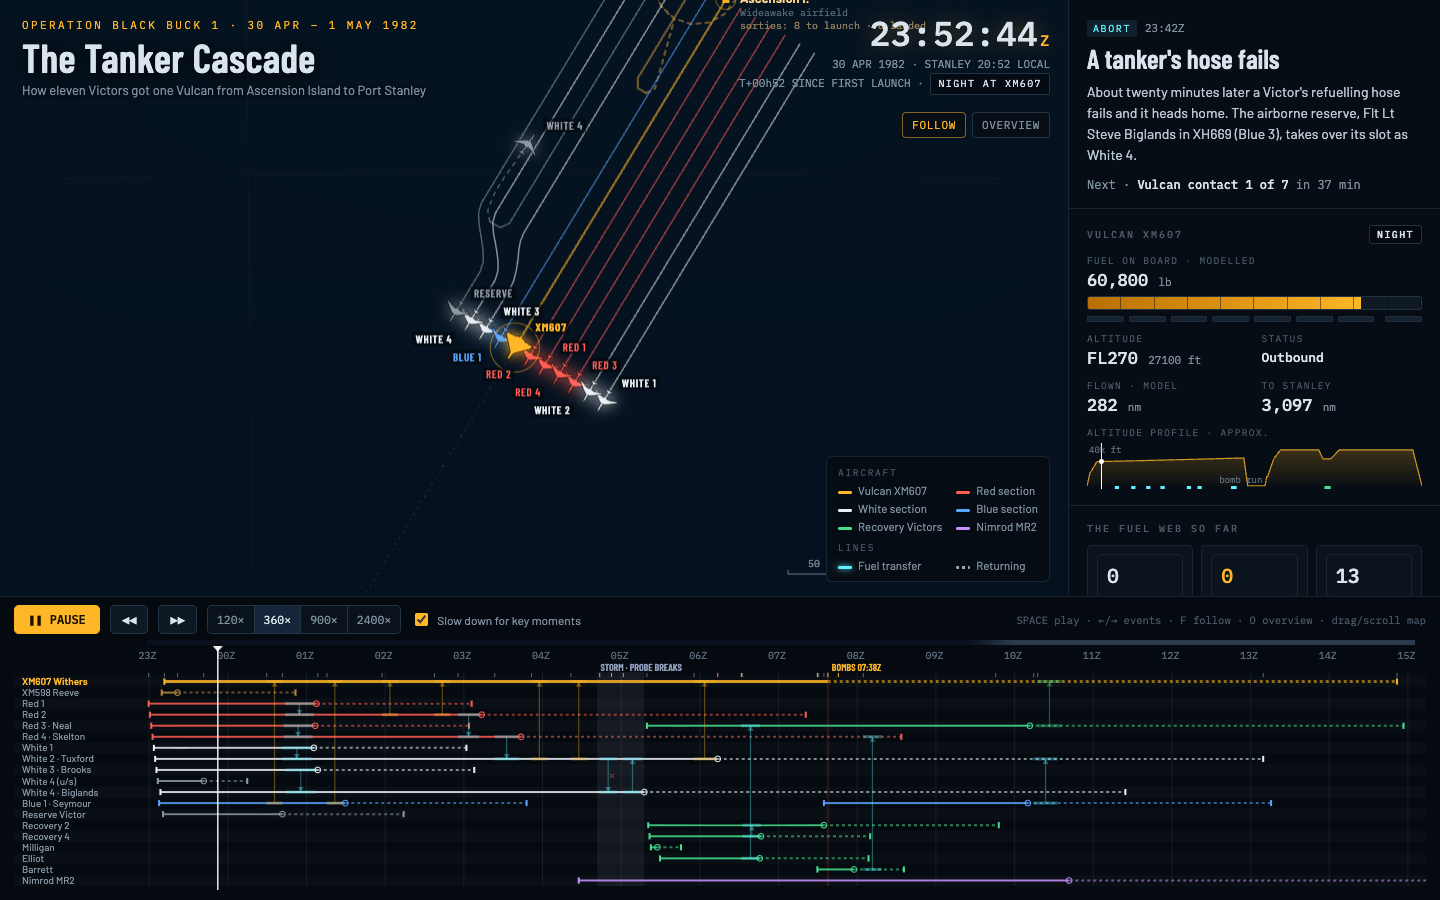 OPERATION BLACK BUCK 1 · 30 APR – 1 MAY 1982
The Tanker Cascade
How eleven Victors got one Vulcan from Ascension Island to Port Stanley
Wideawake airfield
sorties: 8 to launch
23:52:44Z
30 APR 1982 · STANLEY 20:52 LOCAL
T+00h52 SINCE FIRST LAUNCH · NIGHT AT XM607
FOLLOW
OVERVIEW
WHITE 4
RESERVE
WHITE 3
XM607
WHITE 4
BLUE 1
RED 1
RED 2
RED 3
RED 4
WHITE 1
WHITE 2
AIRCRAFT
Vulcan XM607
Red section
White section
Blue section
Recovery Victors
Nimrod MR2
LINES
Fuel transfer
Returning
50
ABORT 23:42Z
A tanker's hose fails
About twenty minutes later a Victor's refuelling hose
fails and it heads home. The airborne reserve, Flt Lt
Steve Biglands in XH669 (Blue 3), takes over its slot as
White 4.
Next · Vulcan contact 1 of 7 in 37 min
VULCAN XM607
NIGHT
FUEL ON BOARD · MODELLED
60,800 lb
ALTITUDE
STATUS
FL270 27100 ft
Outbound
FLOWN · MODEL
TO STANLEY
282 nm
3,097 nm
ALTITUDE PROFILE · APPROX.
40k ft
bomb run
THE FUEL WEB SO FAR
0
0
13
PAUSE
◀◀
▶▶
120×
360×
900×
2400×
Slow down for key moments
SPACE play · ←/→ events · F follow · O overview · drag/scroll map
23Z
00Z
01Z
02Z
03Z
04Z
05Z
06Z
07Z
08Z
09Z
10Z
11Z
12Z
13Z
14Z
15Z
STORM · PROBE BREAKS
BOMBS 07:38Z
XM607 Withers
XM598 Reeve
Red 1
Red 2
Red 3 · Neal
Red 4 · Skelton
White 1
White 2 · Tuxford
White 3 · Brooks
White 4 (u/s)
White 4 · Biglands
Blue 1 · Seymour
Reserve Victor
Recovery 2
Recovery 4
Milligan
Elliot
Barrett
Nimrod MR2